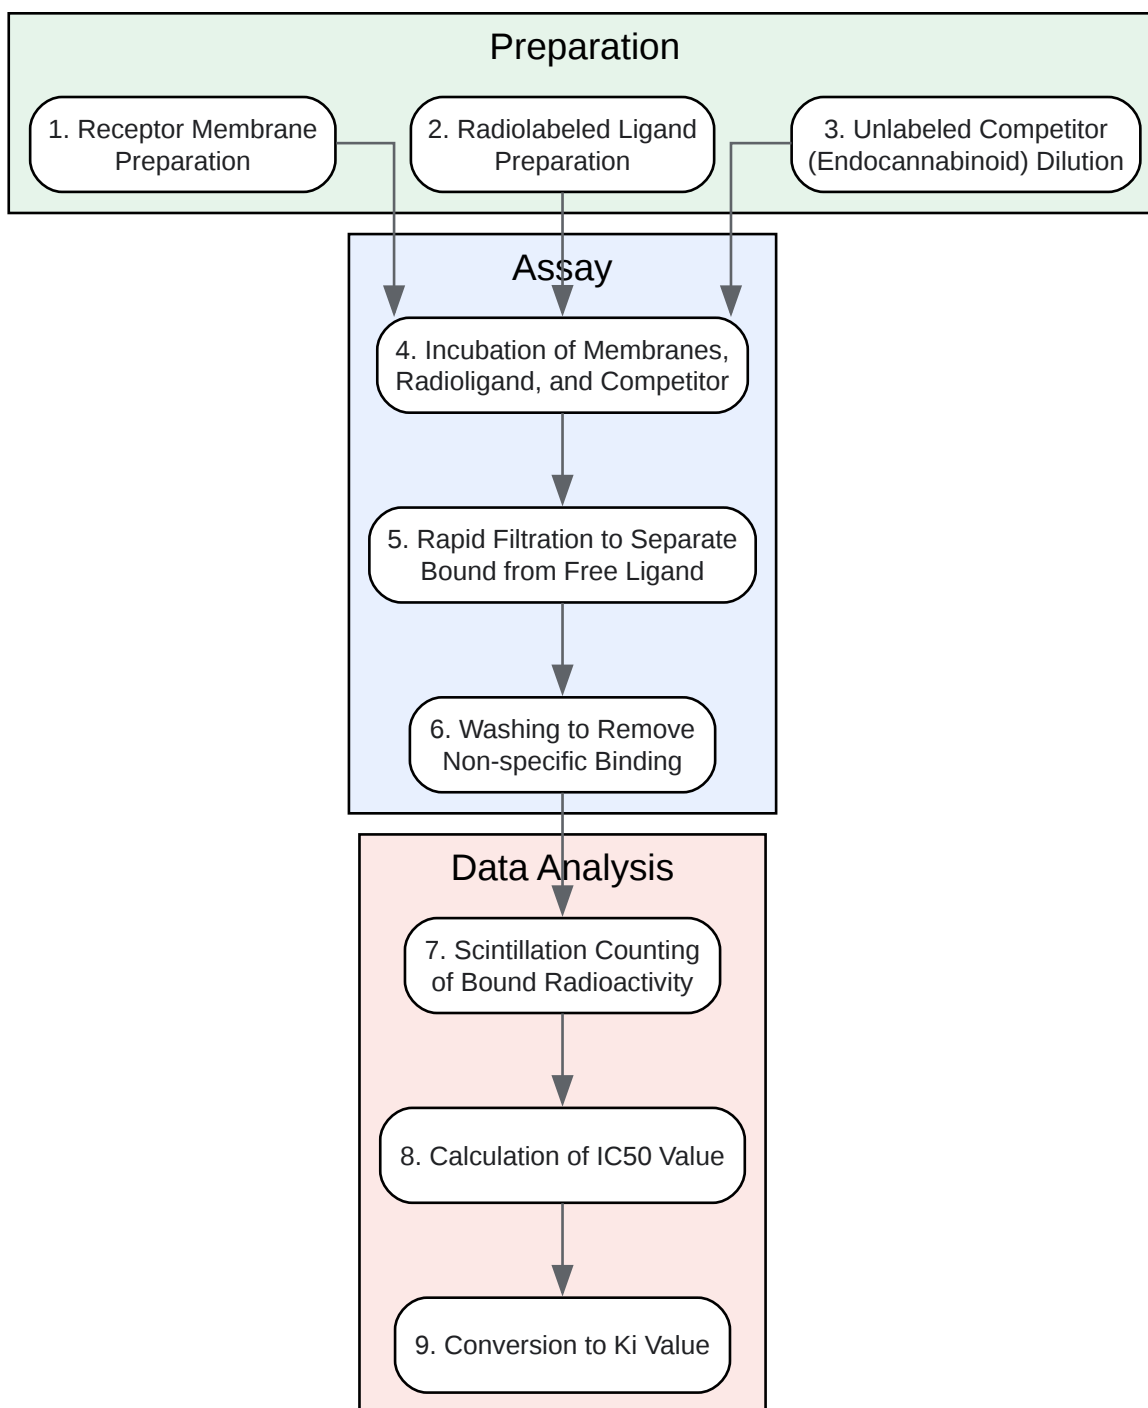 Preparation
1. Receptor Membrane
Preparation
2. Radiolabeled Ligand
Preparation
3. Unlabeled Competitor
(Endocannabinoid) Dilution
Assay
4. Incubation of Membranes,
Radioligand, and Competitor
5. Rapid Filtration to Separate
Bound from Free Ligand
6. Washing to Remove
Non-specific Binding
Data Analysis
7. Scintillation Counting
of Bound Radioactivity
8. Calculation of IC50 Value
9. Conversion to Ki Value